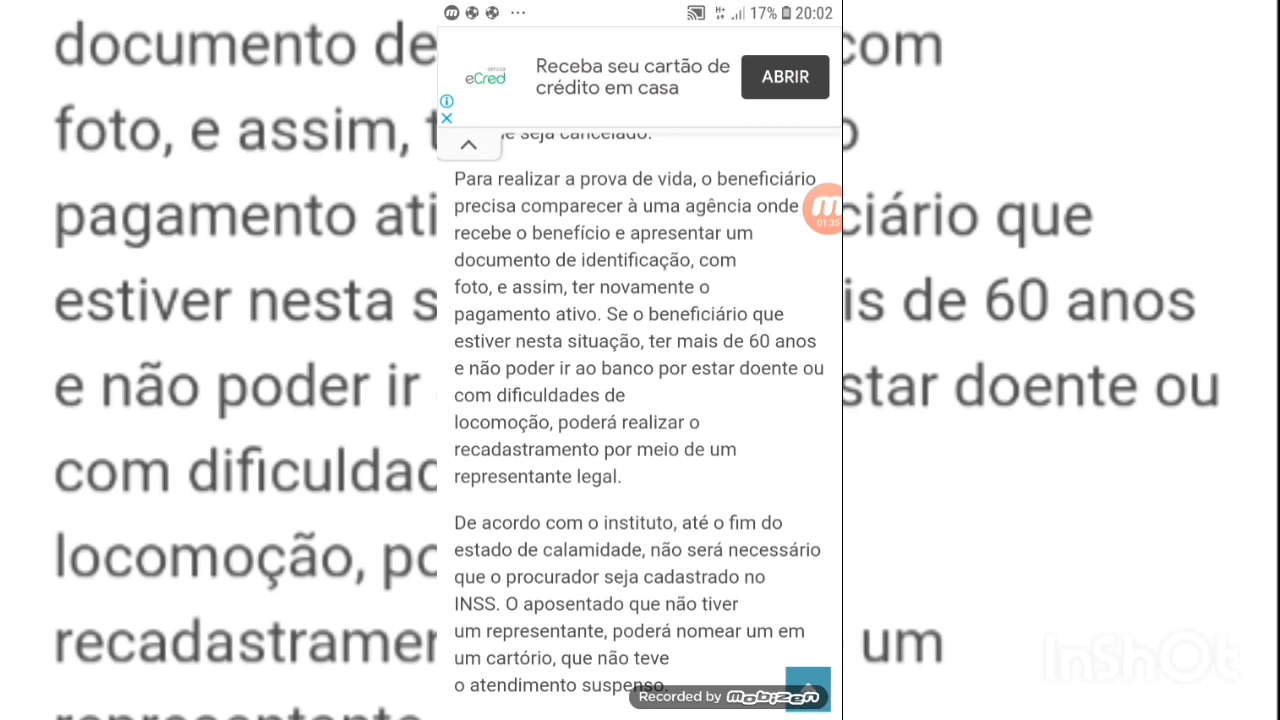 17% 20:02
eCred
Receba seu cartão de
crédito em casa
ABRIR
seja cancelado.
Para realizar a prova de vida, o beneficiário
precisa comparecer à uma agência onde
recebe o benefício e apresentar um
documento de identificação, com
foto, e assim, ter novamente o
pagamento ativo. Se o beneficiário que
estiver nesta situação, ter mais de 60 anos
e não poder ir ao banco por estar doente ou
com dificuldades de
locomoção, poderá realizar o
recadastramento por meio de um
representante legal.
De acordo com o instituto, até o fim do
estado de calamidade, não será necessário
que o procurador seja cadastrado no
INSS. O aposentado que não tiver
um representante, poderá nomear um em
um cartório, que não teve
o atendimento suspenso.
01:35
Recorded by mobizen
documento de com
foto, e assim,
pagamento ati ciário que
estiver nesta s is de 60 anos
e não poder ir star doente ou
com dificuldad
locomoção, po
recadastramer um
InShOt